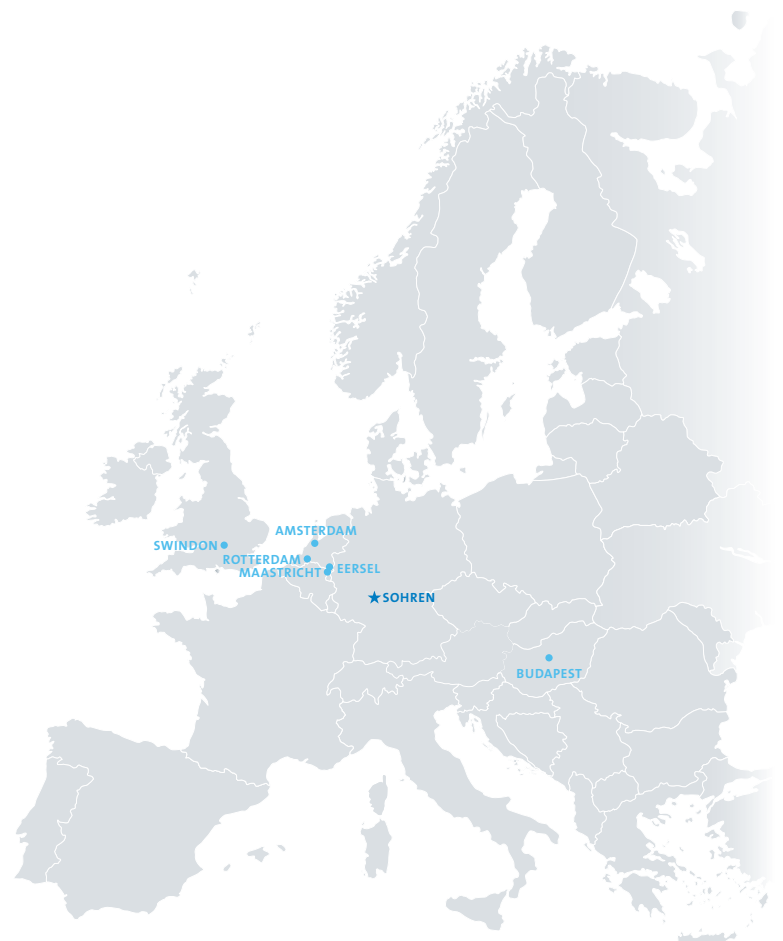 AMSTERDAM
SWINDON
ROTTERDAM
MAASTRICHT
EERSEL
SOHREN
BUDAPEST